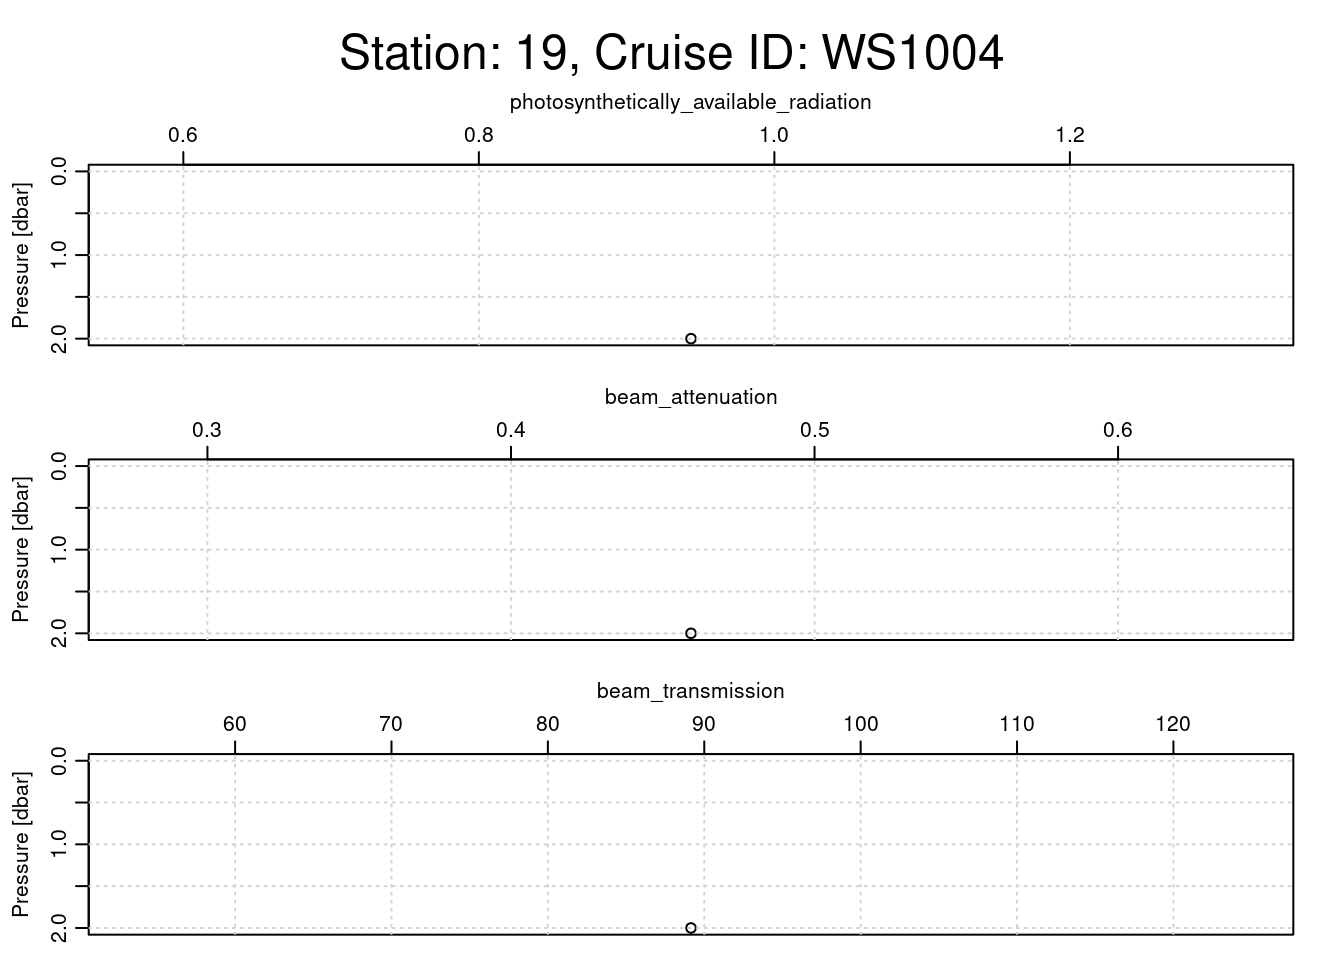 Station: 19, Cruise ID: WS1004
photosynthetically_available_radiation
0.6 0.8 1.0 1.2
Pressure [dbar]
0.0
1.0
2.0
beam_attenuation
0.3 0.4 0.5 0.6
Pressure [dbar]
0.0
1.0
2.0
beam_transmission
60 70 80 90 100 110 120
Pressure [dbar]
0.0
1.0
2.0